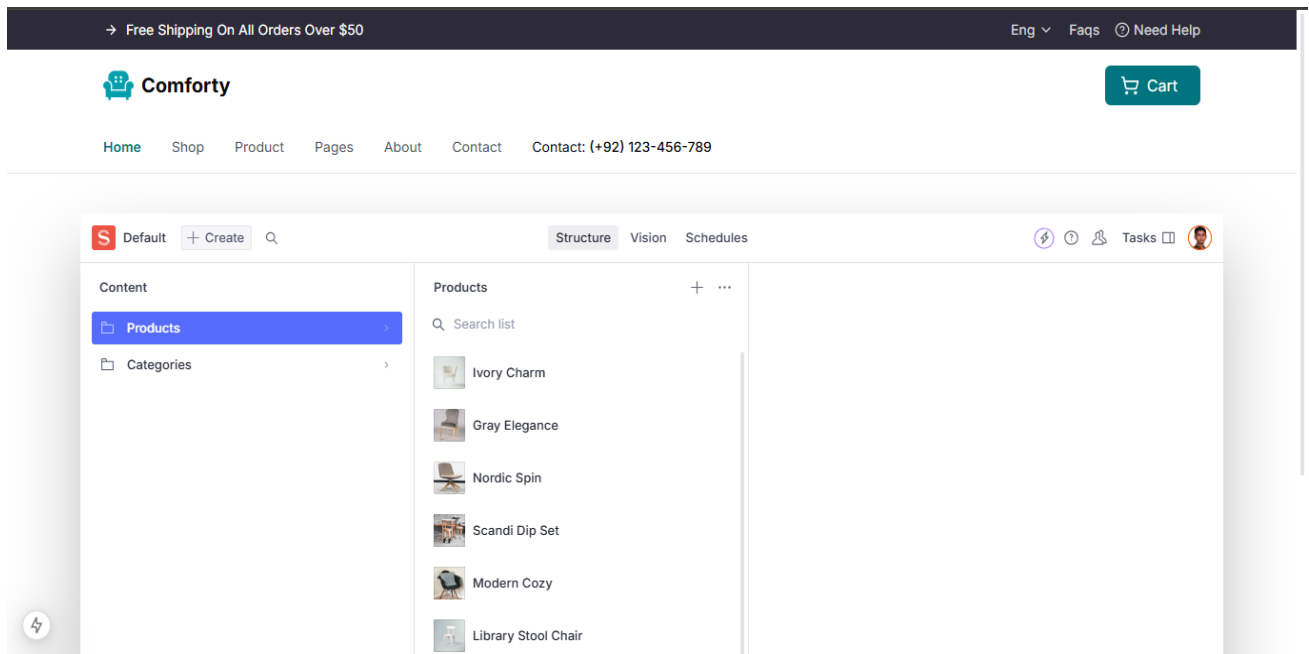 → Free Shipping On All Orders Over $50
Eng
Faqs
Need Help
Comforty
Cart
Home Shop Product Pages About Contact Contact: (+92) 123-456-789
S Default + Create
Structure Vision Schedules
Tasks
Content
Products
Categories
Products
Search list
Ivory Charm
Gray Elegance
Nordic Spin
Scandi Dip Set
Modern Cozy
Library Stool Chair